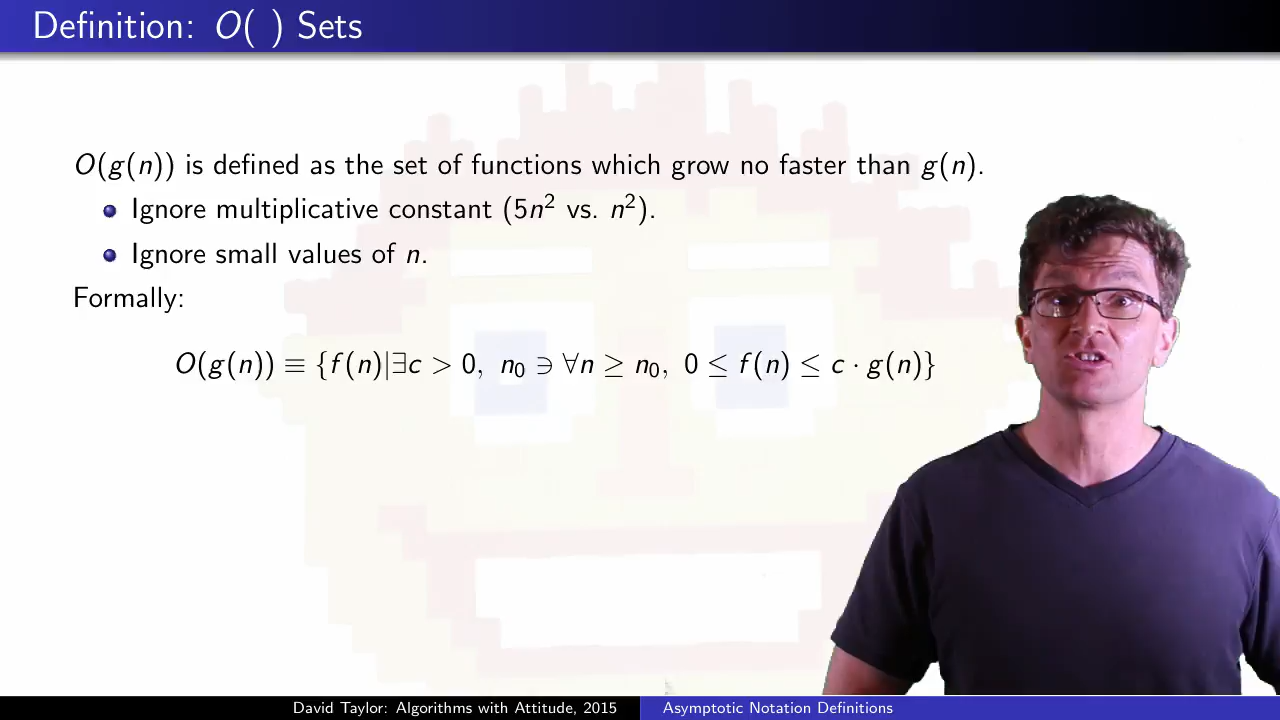 Definition: O( ) Sets
O(g(n)) is defined as the set of functions which grow no faster than g(n).
Ignore multiplicative constant (5n² vs. n²).
Ignore small values of n.
Formally:
O(g(n)) ≡ {f(n)|∃c > 0, n₀ ∋ ∀n ≥ n₀, 0 ≤ f(n) ≤ c · g(n)}
David Taylor: Algorithms with Attitude, 2015
Asymptotic Notation Definitions